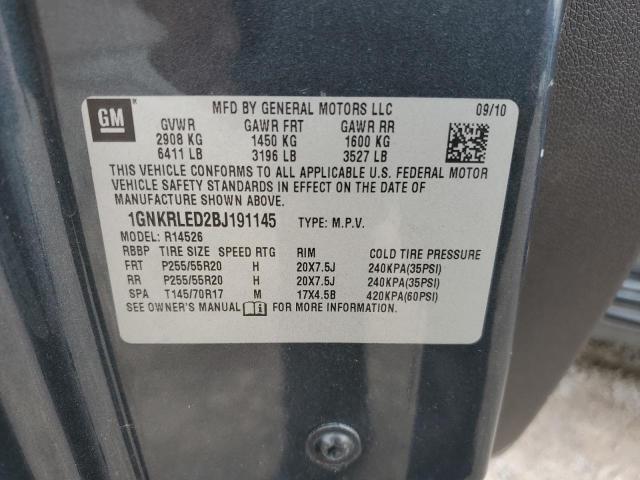 GM
MFD BY GENERAL MOTORS LLC 09/10
GVWR GAWR FRT GAWR RR
2908 KG 1450 KG 1600 KG
6411 LB 3196 LB 3527 LB
THIS VEHICLE CONFORMS TO ALL APPLICABLE U.S. FEDERAL MOTOR
VEHICLE SAFETY STANDARDS IN EFFECT ON THE DATE OF
MANUFACTURE SHOWN ABOVE.
1GNKRLED2BJ191145 TYPE: M.P.V.
MODEL: R14526
RBBP TIRE SIZE SPEED RTG RIM COLD TIRE PRESSURE
FRT P255/55R20 H 20X7.5J 240KPA(35PSI)
RR P255/55R20 H 20X7.5J 240KPA(35PSI)
SPA T145/70R17 M 17X4.5B 420KPA(60PSI)
SEE OWNER'S MANUAL FOR MORE INFORMATION.